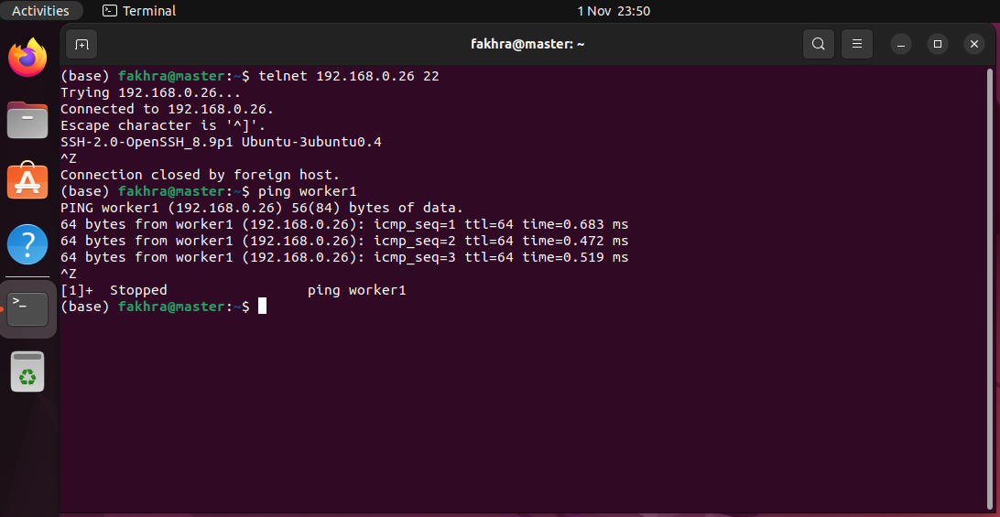 Activities Terminal 1 Nov 23:50
fakhra@master: ~
(base) fakhra@master:~$ telnet 192.168.0.26 22
Trying 192.168.0.26...
Connected to 192.168.0.26.
Escape character is '^]'.
SSH-2.0-OpenSSH_8.9p1 Ubuntu-3ubuntu0.4
^Z
Connection closed by foreign host.
(base) fakhra@master:~$ ping worker1
PING worker1 (192.168.0.26) 56(84) bytes of data.
64 bytes from worker1 (192.168.0.26): icmp_seq=1 ttl=64 time=0.683 ms
64 bytes from worker1 (192.168.0.26): icmp_seq=2 ttl=64 time=0.472 ms
64 bytes from worker1 (192.168.0.26): icmp_seq=3 ttl=64 time=0.519 ms
^Z
[1]+  Stopped                 ping worker1
(base) fakhra@master:~$